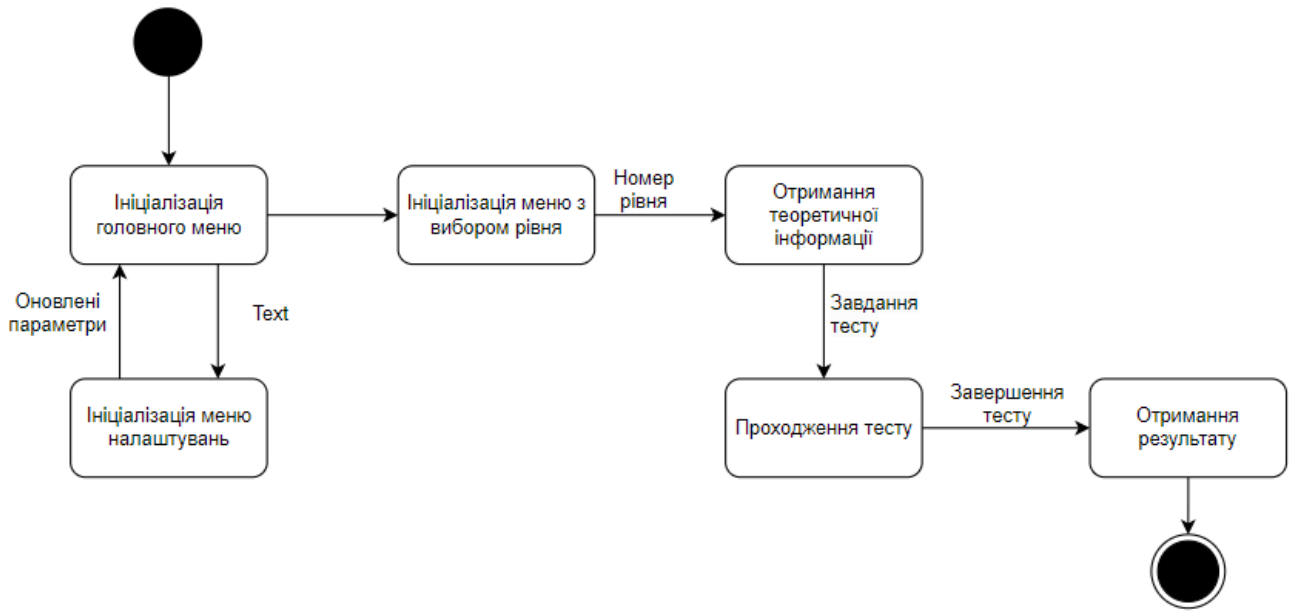 Ініціалізація
головного меню
Ініціалізація меню з
вибором рівня
Номер
рівня
Отримання
теоретичної
інформації
Оновлені
параметри
Text
Завдання
тесту
Ініціалізація меню
налаштувань
Проходження тесту
Завершення
тесту
Отримання
результату